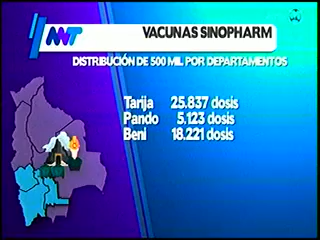 VACUNAS SINOPHARM
DISTRIBUCIÓN DE 500 MIL POR DEPARTAMENTOS
Tarija 25.837 dosis
Pando 5.123 dosis
Beni 18.221 dosis